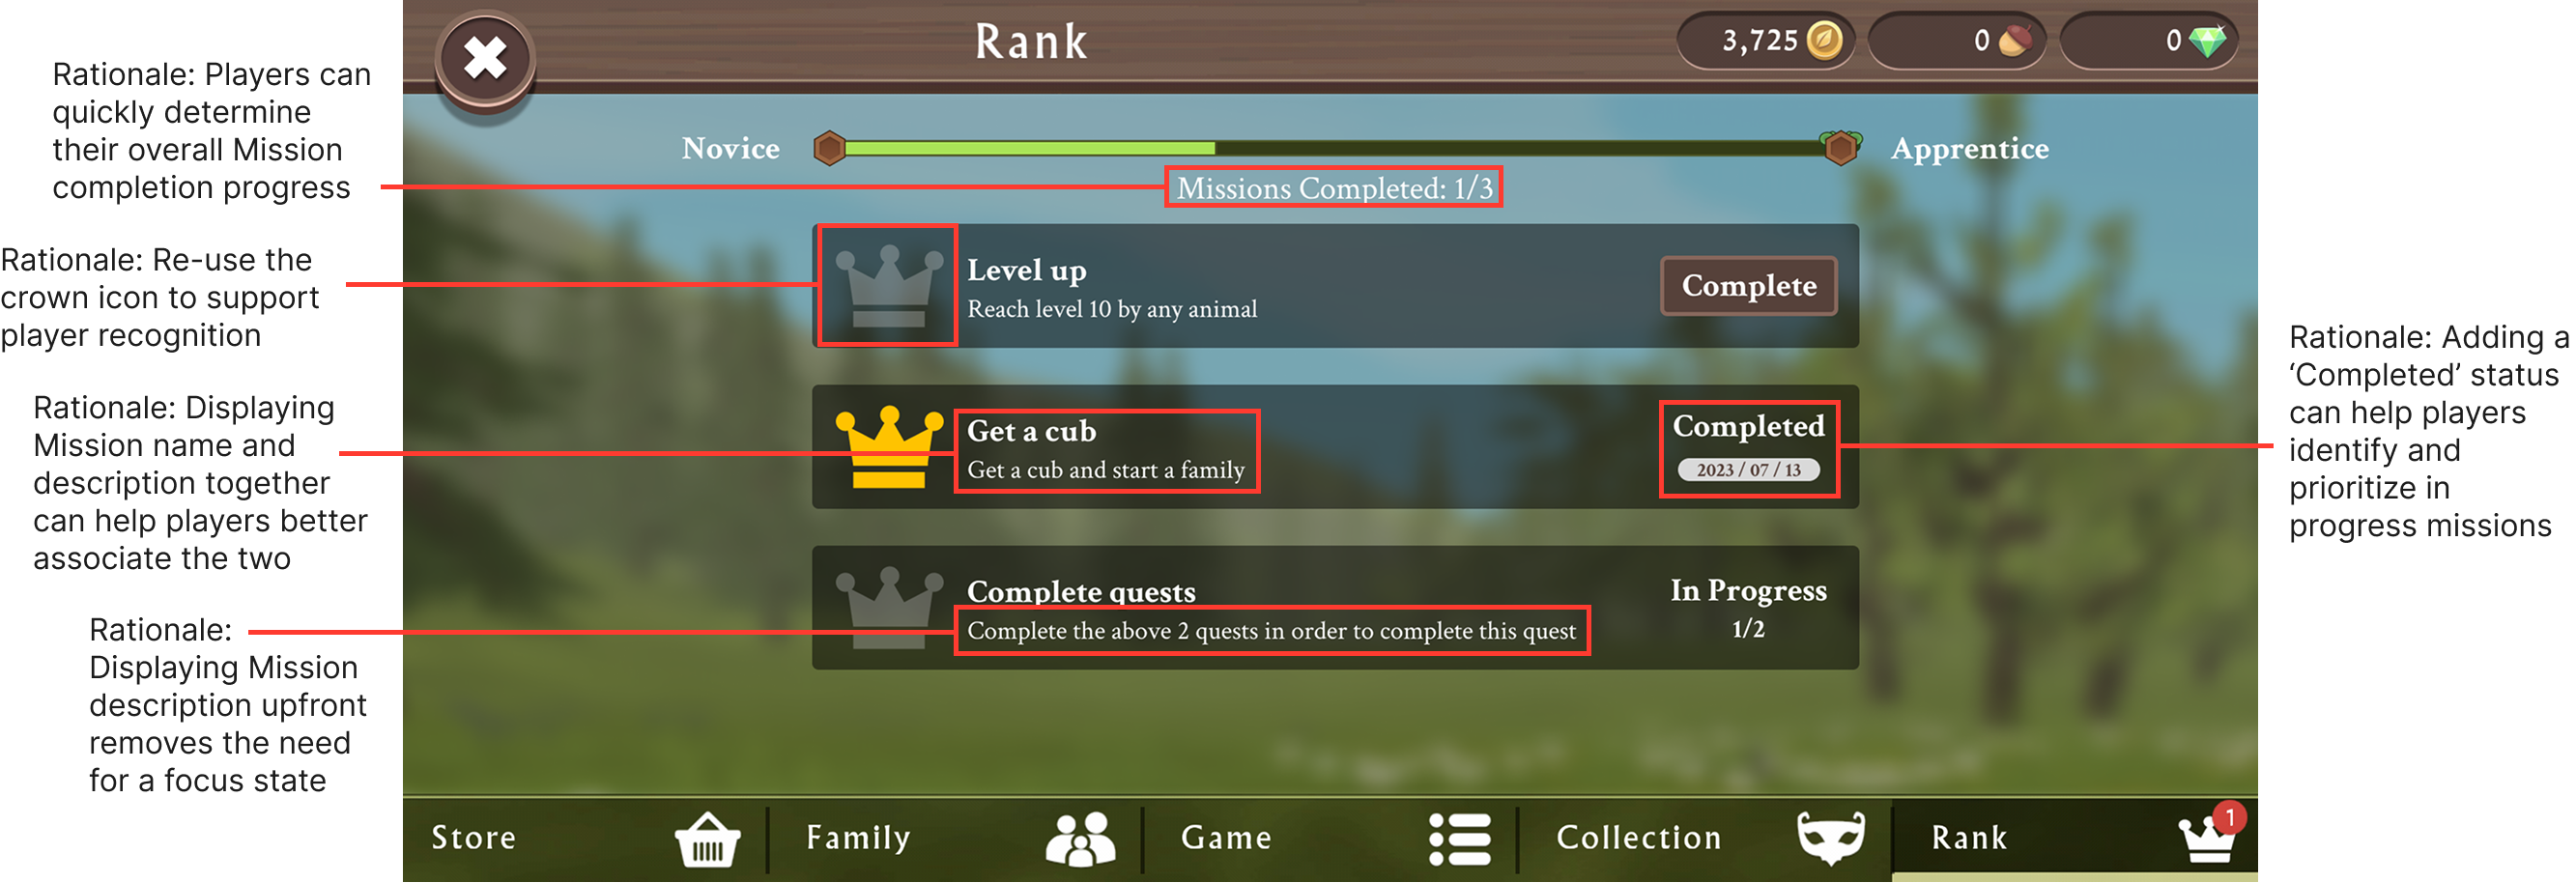 Rank
3,725
0
0
Rationale: Players can
quickly determine
their overall Mission
completion progress
Novice
Apprentice
Missions Completed: 1/3
Rationale: Re-use the
crown icon to support
player recognition
Level up
Reach level 10 by any animal
Complete
Rationale: Displaying
Mission name and
description together
can help players better
associate the two
Get a cub
Get a cub and start a family
Completed
2023 / 07 / 13
Rationale: Adding a
‘Completed’ status
can help players
identify and
prioritize in
progress missions
Rationale:
Displaying Mission
description upfront
removes the need
for a focus state
Complete quests
Complete the above 2 quests in order to complete this quest
In Progress
1/2
Store
Family
Game
Collection
Rank
1